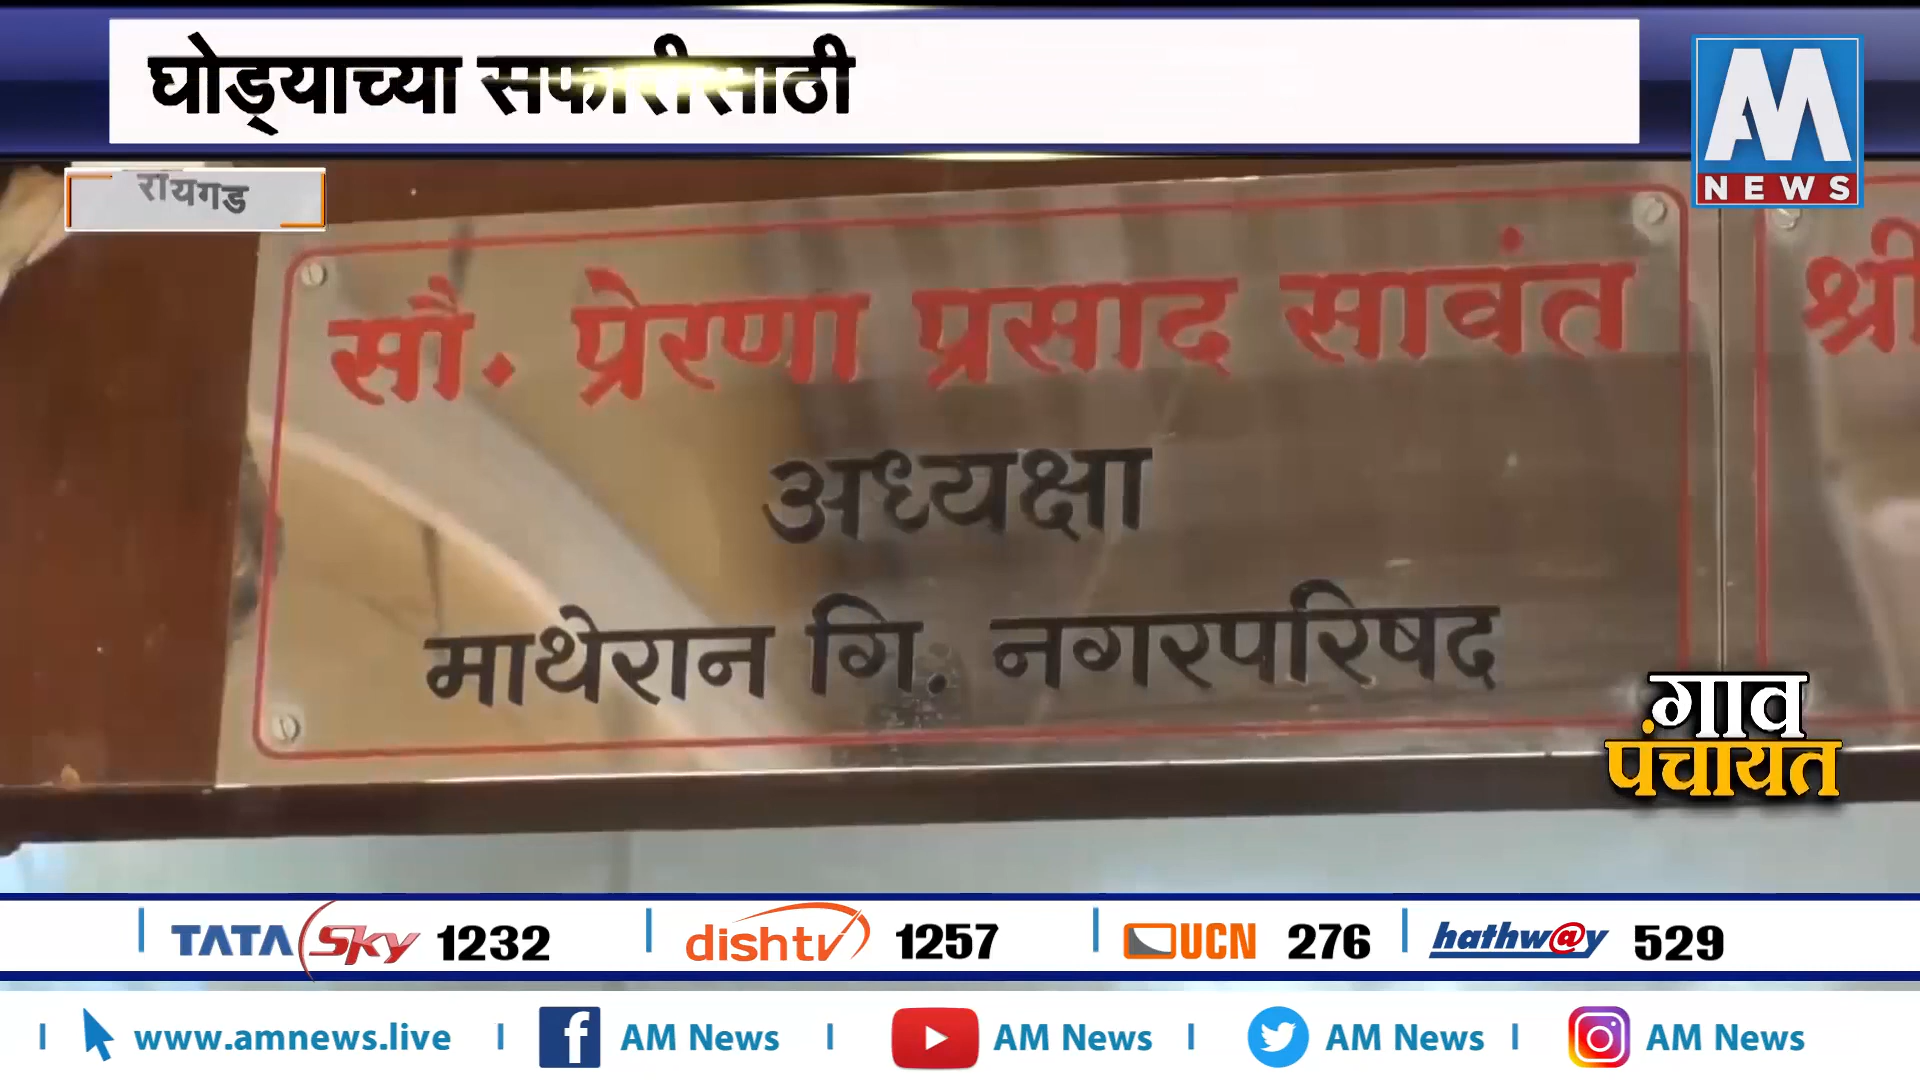 घोड्याच्या सफारीसाठी
AM
NEWS
रायगड
सौ. प्रेरणा प्रसाद सावंत
श्री
अध्यक्षा
माथेरान गि. नगरपरिषद
गाव
पंचायत
TATA Sky 1232
dishtv 1257
UCN 276
hathw@y 529
www.amnews.live
AM News
AM News
AM News
AM News